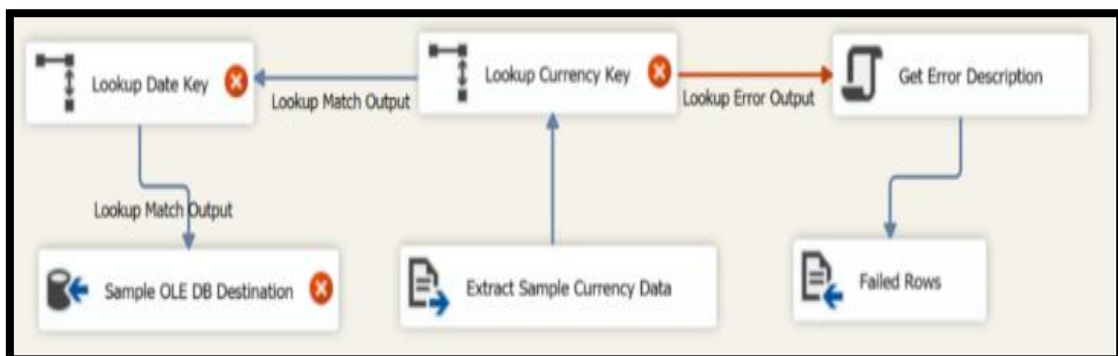 Lookup Date Key
Lookup Match Output
Lookup Currency Key
Lookup Error Output
Get Error Description
Lookup Match Output
Sample OLE DB Destination
Extract Sample Currency Data
Failed Rows